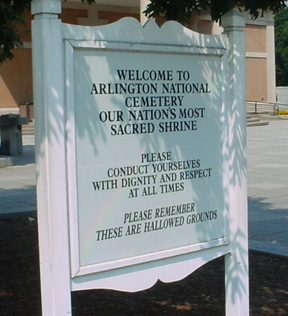 WELCOME TO
ARLINGTON NATIONAL
CEMETERY
OUR NATION'S MOST
SACRED SHRINE
PLEASE
CONDUCT YOURSELVES
WITH DIGNITY AND RESPECT
AT ALL TIMES
PLEASE REMEMBER
THESE ARE HALLOWED GROUNDS